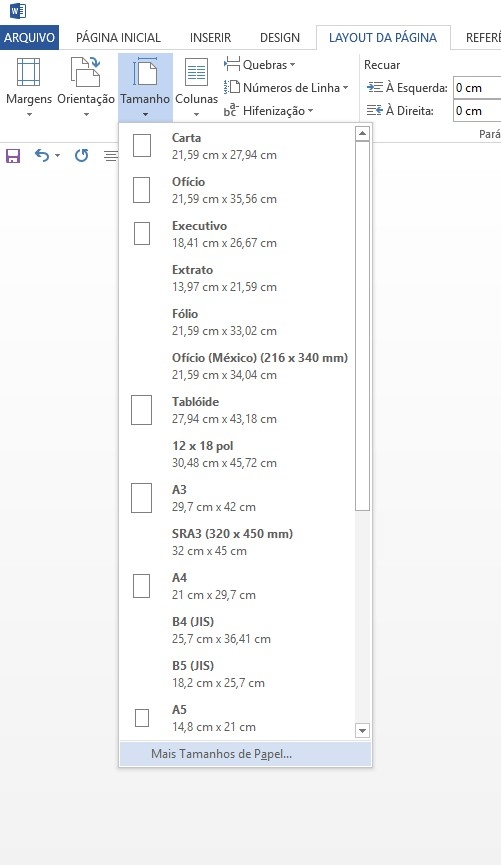 ARQUIVO PÁGINA INICIAL INSERIR DESIGN LAYOUT DA PÁGINA REFERÊ
Margens Orientação Tamanho Colunas
Quebras
Números de Linha
Hifenização
Recuar
À Esquerda: 0 cm
À Direita: 0 cm
Pará
Carta
21,59 cm x 27,94 cm
Ofício
21,59 cm x 35,56 cm
Executivo
18,41 cm x 26,67 cm
Extrato
13,97 cm x 21,59 cm
Fólio
21,59 cm x 33,02 cm
Ofício (México) (216 x 340 mm)
21,59 cm x 34,04 cm
Tablóide
27,94 cm x 43,18 cm
12 x 18 pol
30,48 cm x 45,72 cm
A3
29,7 cm x 42 cm
SRA3 (320 x 450 mm)
32 cm x 45 cm
A4
21 cm x 29,7 cm
B4 (JIS)
25,7 cm x 36,41 cm
B5 (JIS)
18,2 cm x 25,7 cm
A5
14,8 cm x 21 cm
Mais Tamanhos de Papel...